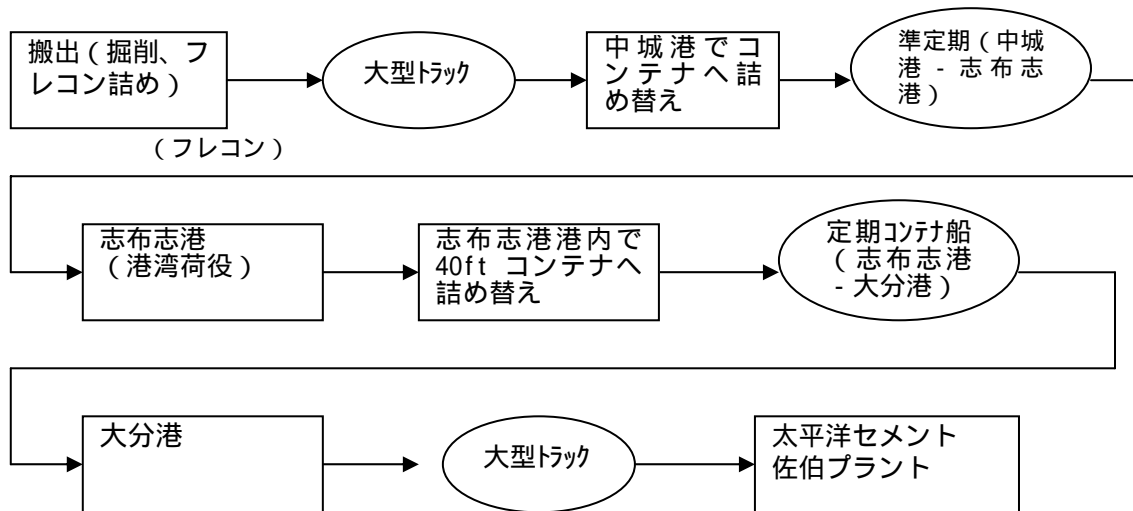 搬出(掘削、フ
レコン詰め)
大型ﾄﾗｯｸ
中城港でコ
ンテナへ詰
め替え
準定期(中城
港-志布志
港)
(フレコン)
志布志港
(港湾荷役)
志布志港港内で
40ft コンテナへ
詰め替え
定期ｺﾝﾃﾅ船
(志布志港
-大分港)
大分港
大型ﾄﾗｯｸ
太平洋セメント
佐伯プラント